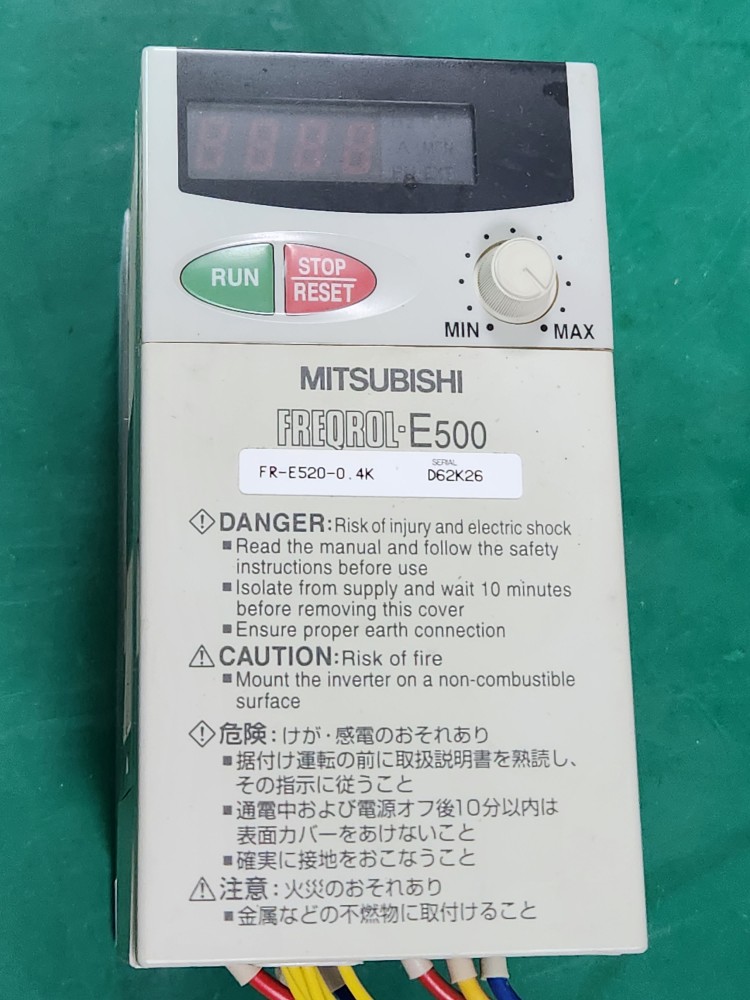 A MON
PU EXT
RUN
STOP
RESET
MIN MAX
MITSUBISHI
FREQROL-E500
SERIAL
FR-E520-0.4K D62K26
DANGER:Risk of injury and electric shock
■Read the manual and follow the safety
instructions before use
■Isolate from supply and wait 10 minutes
before removing this cover
■Ensure proper earth connection
CAUTION:Risk of fire
■Mount the inverter on a non-combustible
surface
危険:けが・感電のおそれあり
■据付け運転の前に取扱説明書を熟読し、
その指示に従うこと
■通電中および電源オフ後10分以内は
表面カバーをあけないこと
■確実に接地をおこなうこと
注意:火災のおそれあり
■金属などの不燃物に取付けること